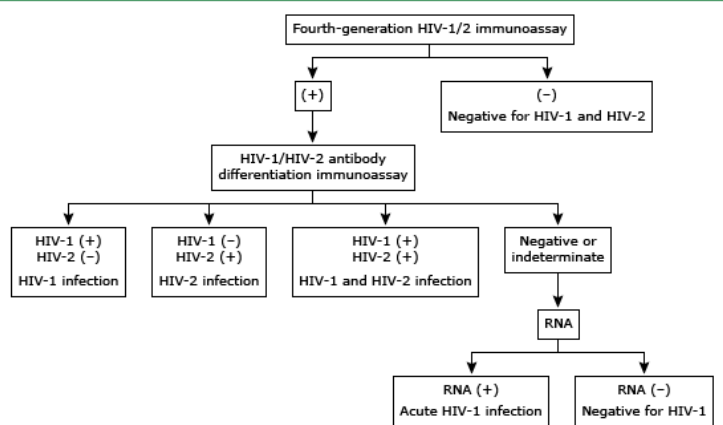 Fourth-generation HIV-1/2 immunoassay
(+)
(–)
Negative for HIV-1 and HIV-2
HIV-1/HIV-2 antibody
differentiation immunoassay
HIV-1 (+)
HIV-2 (–)
HIV-1 infection
HIV-1 (–)
HIV-2 (+)
HIV-2 infection
HIV-1 (+)
HIV-2 (+)
HIV-1 and HIV-2 infection
Negative or
indeterminate
RNA
RNA (+)
Acute HIV-1 infection
RNA (–)
Negative for HIV-1